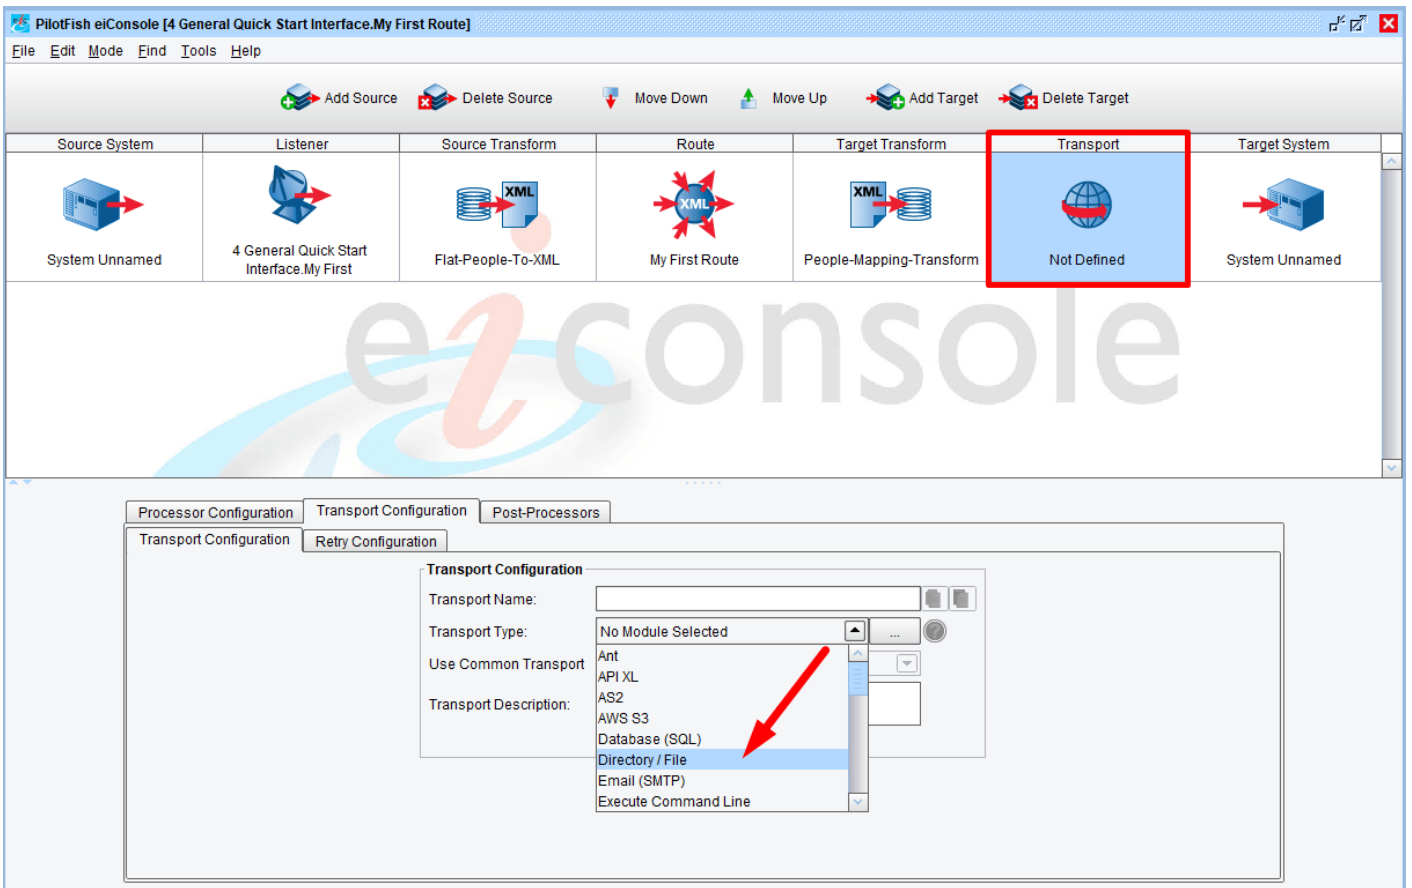 PilotFish eiConsole [4 General Quick Start Interface.My First Route]
File Edit Mode Find Tools Help
Add Source Delete Source Move Down Move Up Add Target Delete Target
Source System Listener Source Transform Route Target Transform Transport Target System
XML XML XML
System Unnamed 4 General Quick Start Flat-People-To-XML My First Route People-Mapping-Transform Not Defined System Unnamed
Interface.My First
eiconsole
Processor Configuration Transport Configuration Post-Processors
Transport Configuration Retry Configuration
Transport Configuration
Transport Name:
Transport Type: No Module Selected ... ?
Use Common Transport
Transport Description:
Ant
API XL
AS2
AWS S3
Database (SQL)
Directory / File
Email (SMTP)
Execute Command Line